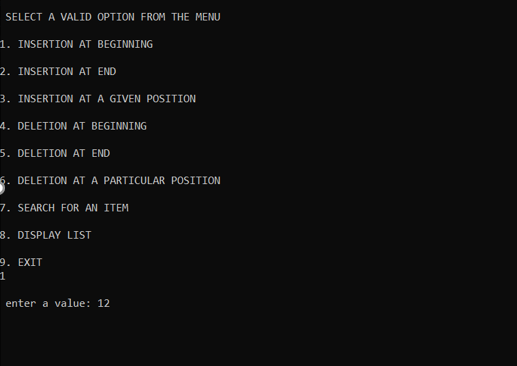 SELECT A VALID OPTION FROM THE MENU
1. INSERTION AT BEGINNING
2. INSERTION AT END
3. INSERTION AT A GIVEN POSITION
4. DELETION AT BEGINNING
5. DELETION AT END
6. DELETION AT A PARTICULAR POSITION
7. SEARCH FOR AN ITEM
8. DISPLAY LIST
9. EXIT
1
enter a value: 12